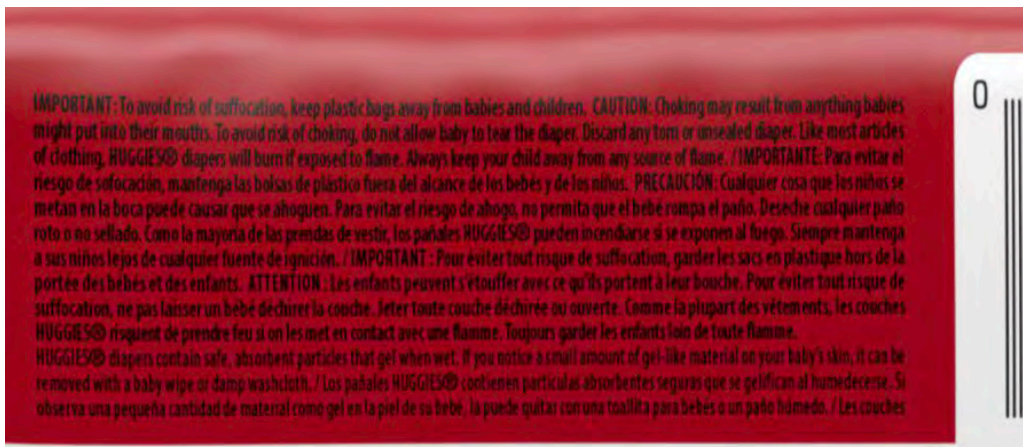 IMPORTANT: To avoid risk of suffocation, keep plastic bags away from babies and children. CAUTION: Choking may result from anything babies
might put into their mouths. To avoid risk of choking, do not allow baby to tear the diaper. Discard any torn or unsealed diaper. Like most articles
of clothing, HUGGIES® diapers will burn if exposed to flame. Always keep your child away from any source of flame. / IMPORTANTE: Para evitar el
riesgo de sofocación, mantenga las bolsas de plástico fuera del alcance de los bebés y de los niños. PRECAUCIÓN: Cualquier cosa que los niños se
metan en la boca puede causar que se ahoguen. Para evitar el riesgo de ahogo, no permita que el bebé rompa el paño. Deseche cualquier paño
roto o no sellado. Como la mayoría de las prendas de vestir, los pañales HUGGIES® pueden incendiarse si se exponen al fuego. Siempre mantenga
a sus niños lejos de cualquier fuente de ignición. / IMPORTANT : Pour éviter tout risque de suffocation, garder les sacs en plastique hors de la
portée des bébés et des enfants. ATTENTION : Les enfants peuvent s'étouffer avec ce qu'ils portent à leur bouche. Pour éviter tout risque de
suffocation, ne pas laisser un bébé déchirer la couche. Jeter toute couche déchirée ou ouverte. Comme la plupart des vêtements, les couches
HUGGIES® risquent de prendre feu si on les met en contact avec une flamme. Toujours garder les enfants loin de toute flamme.
HUGGIES® diapers contain safe, absorbent particles that gel when wet. If you notice a small amount of gel-like material on your baby's skin, it can be
removed with a baby wipe or damp washcloth. / Los pañales HUGGIES® contienen partículas absorbentes seguras que se gelifican al humedecerse. Si
observa una pequeña cantidad de material como gel en la piel de su bebé, la puede quitar con una toallita para bebés o un paño húmedo. / Les couches
0